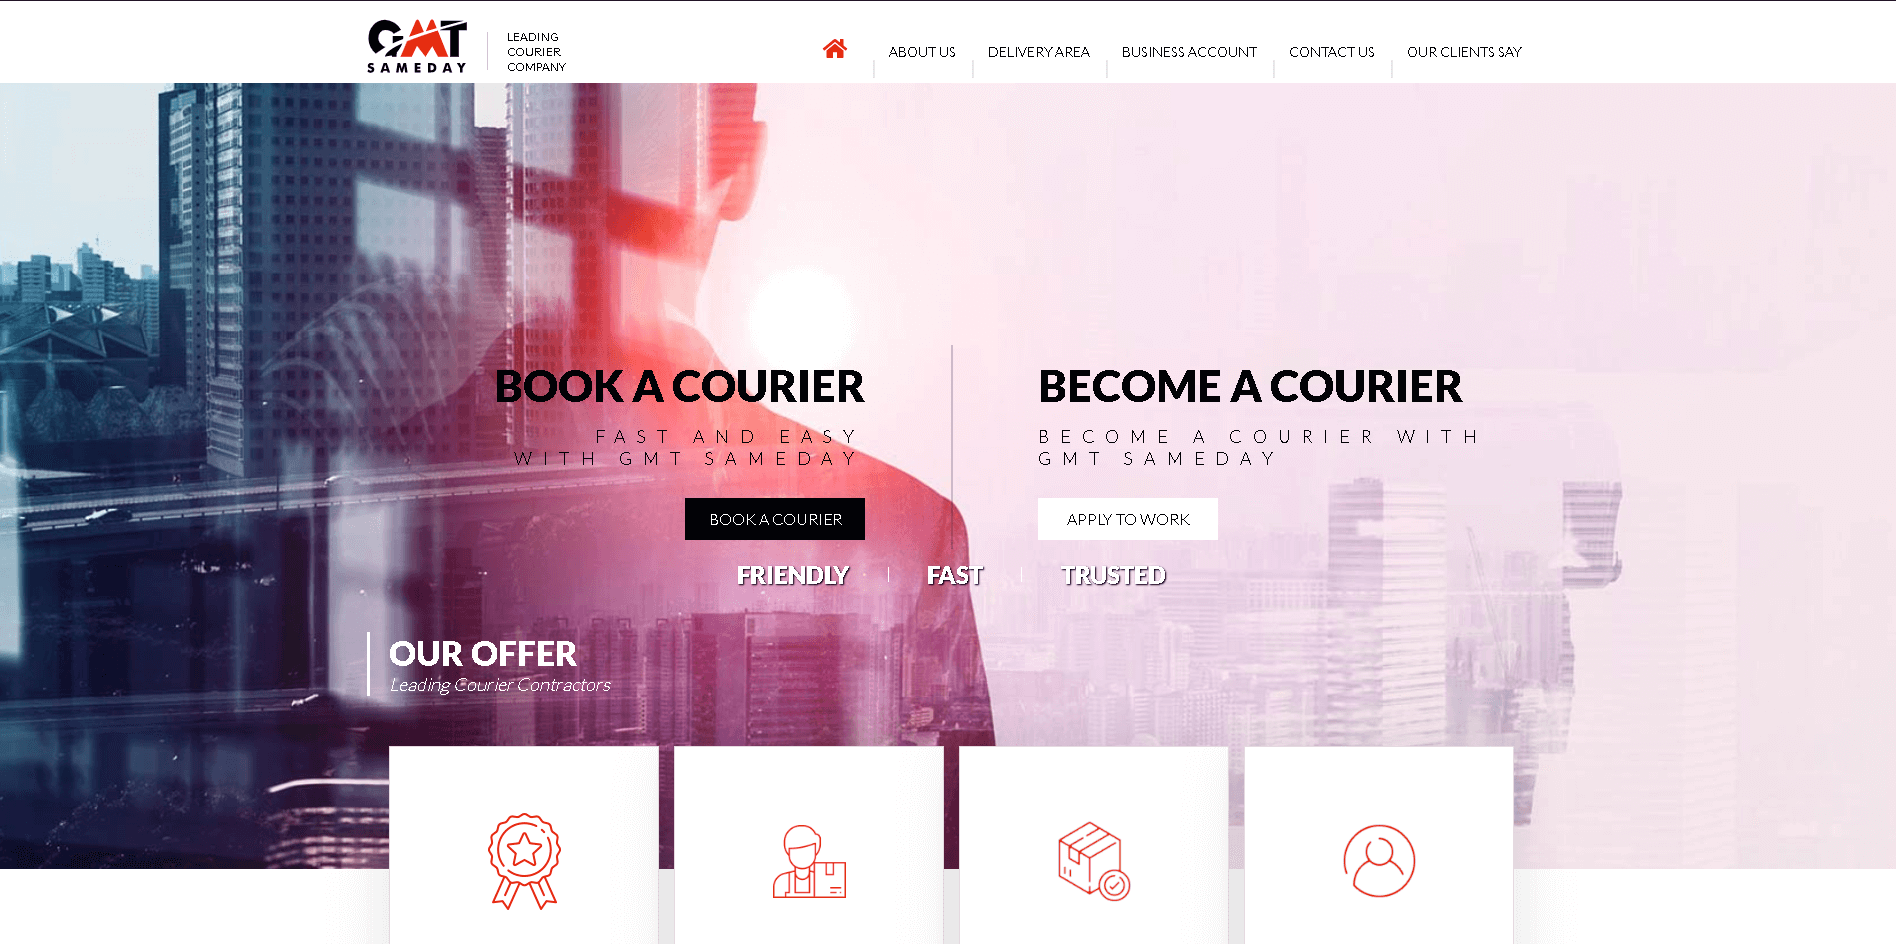 GMT
SAMEDAY
LEADING
COURIER
COMPANY
ABOUT US
DELIVERY AREA
BUSINESS ACCOUNT
CONTACT US
OUR CLIENTS SAY
BOOK A COURIER
FAST AND EASY
WITH GMT SAMEDAY
BOOK A COURIER
BECOME A COURIER
BECOME A COURIER WITH
GMT SAMEDAY
APPLY TO WORK
FRIENDLY
FAST
TRUSTED
OUR OFFER
Leading Courier Contractors